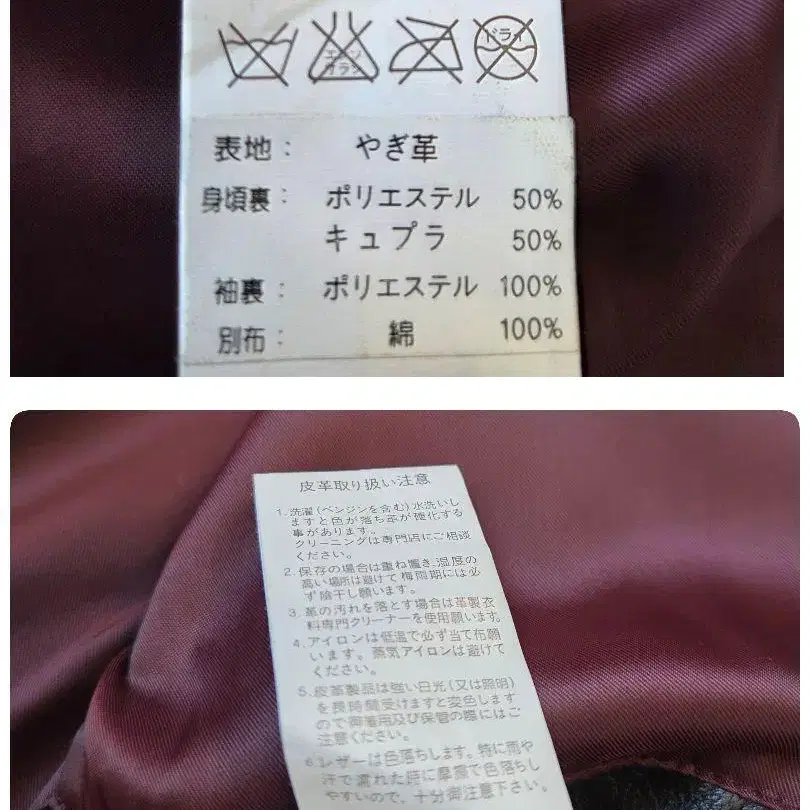 エンソ
サラシ
ドライ
表地： やぎ革
身頃裏： ポリエステル 50%
キュプラ 50%
袖裏： ポリエステル 100%
別布： 綿 100%
皮革取り扱い注意
1.洗濯(ベンジンを含む)水洗いし
ますと色が落ち革が硬化する
事があります。
クリーニングは専門店にご相談
ください。
2.保存の場合は重ね置き、湿度の
高い場所は避けて梅雨期には必
ず陰干し願います。
3.革の汚れを落とす場合は革製衣
料専門クリーナーを使用願います。
4.アイロンは低温で必ず当て布願
います。蒸気アイロンは避けて
ください。
5.皮革製品は強い日光(又は照明)
を長時間受けますと変色します
ので御着用及び保管の際にはご
注意ください。
6.レザーは色落ちします。特に雨や
汗で濡れた時に摩擦で色落ちし
やすいので、十分御注意下さい。